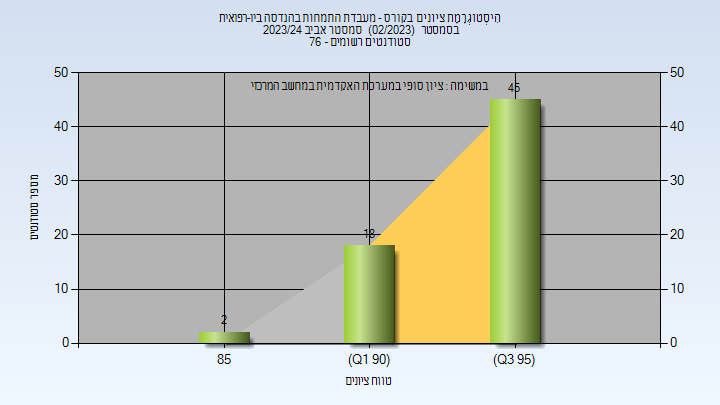 היסטוגרמת ציונים בקורס - מעבדת התמחות בהנדסה ביו-רפואית
בסמסטר (02/2023) סמסטר אביב 2023/24
סטודנטים רשומים - 76
במשימה : ציון סופי במערכת האקדמית במחשב המרכזי
50 50
40 40
30 30
20 20
10 10
0 0
2
18
45
מספר סטודנטים
85 (Q1 90) (Q3 95)
טווח ציונים